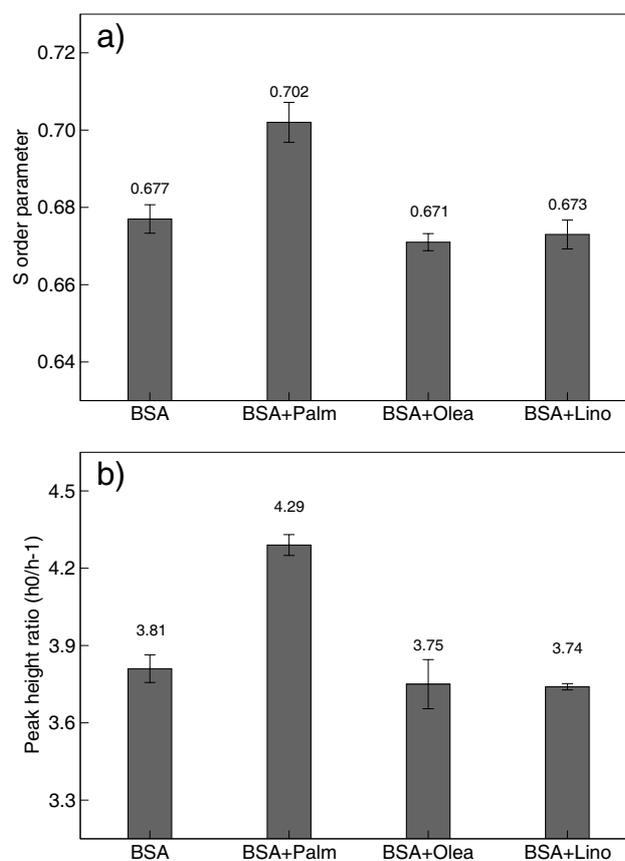 a)
S order parameter
0.72
0.70
0.68
0.66
0.64
0.677
0.702
0.671
0.673
BSA
BSA+Palm
BSA+Olea
BSA+Lino
b)
Peak height ratio (h0/h-1)
4.5
4.2
3.9
3.6
3.3
3.81
4.29
3.75
3.74
BSA
BSA+Palm
BSA+Olea
BSA+Lino